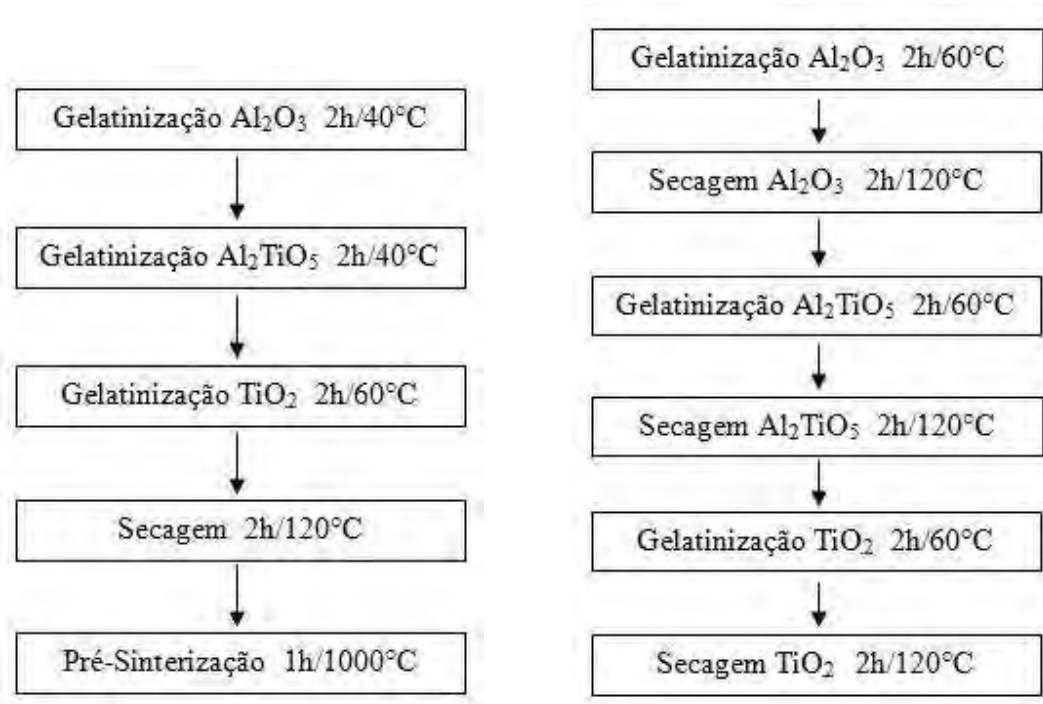 Gelatinização Al₂O₃ 2h/40°C
Gelatinização Al₂TiO₅ 2h/40°C
Gelatinização TiO₂ 2h/60°C
Secagem 2h/120°C
Pré-Sinterização 1h/1000°C
Gelatinização Al₂O₃ 2h/60°C
Secagem Al₂O₃ 2h/120°C
Gelatinização Al₂TiO₅ 2h/60°C
Secagem Al₂TiO₅ 2h/120°C
Gelatinização TiO₂ 2h/60°C
Secagem TiO₂ 2h/120°C